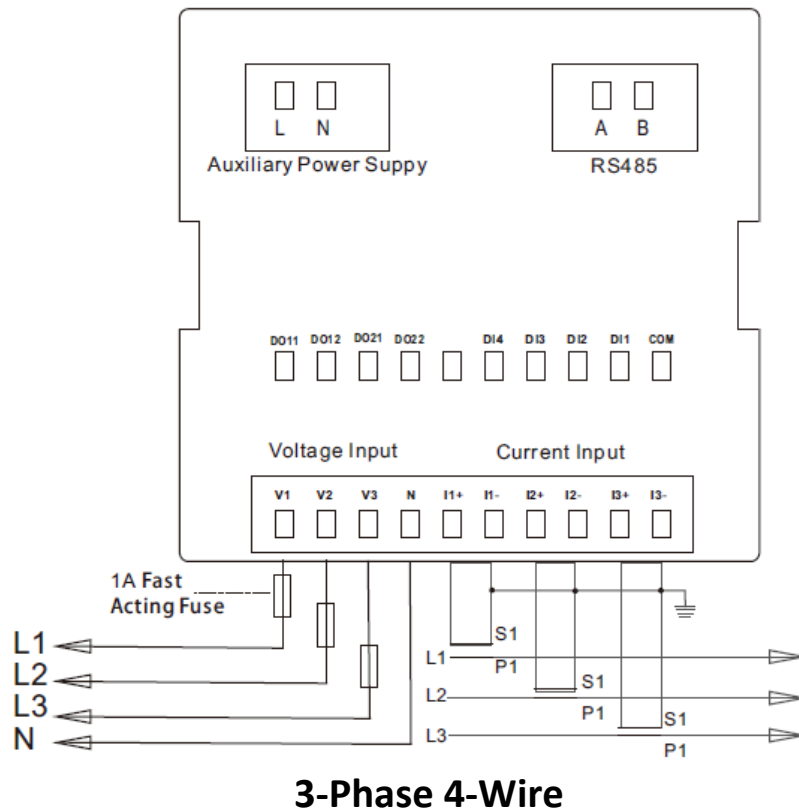 L N
Auxiliary Power Suppy
A B
RS485
DO11 DO12 DO21 DO22 DI4 DI3 DI2 DI1 COM
Voltage Input Current Input
V1 V2 V3 N I1+ I1- I2+ I2- I3+ I3-
1A Fast
Acting Fuse
L1
L2
L3
N
L1 S1 P1
L2 S1 P1
L3 S1 P1
3-Phase 4-Wire